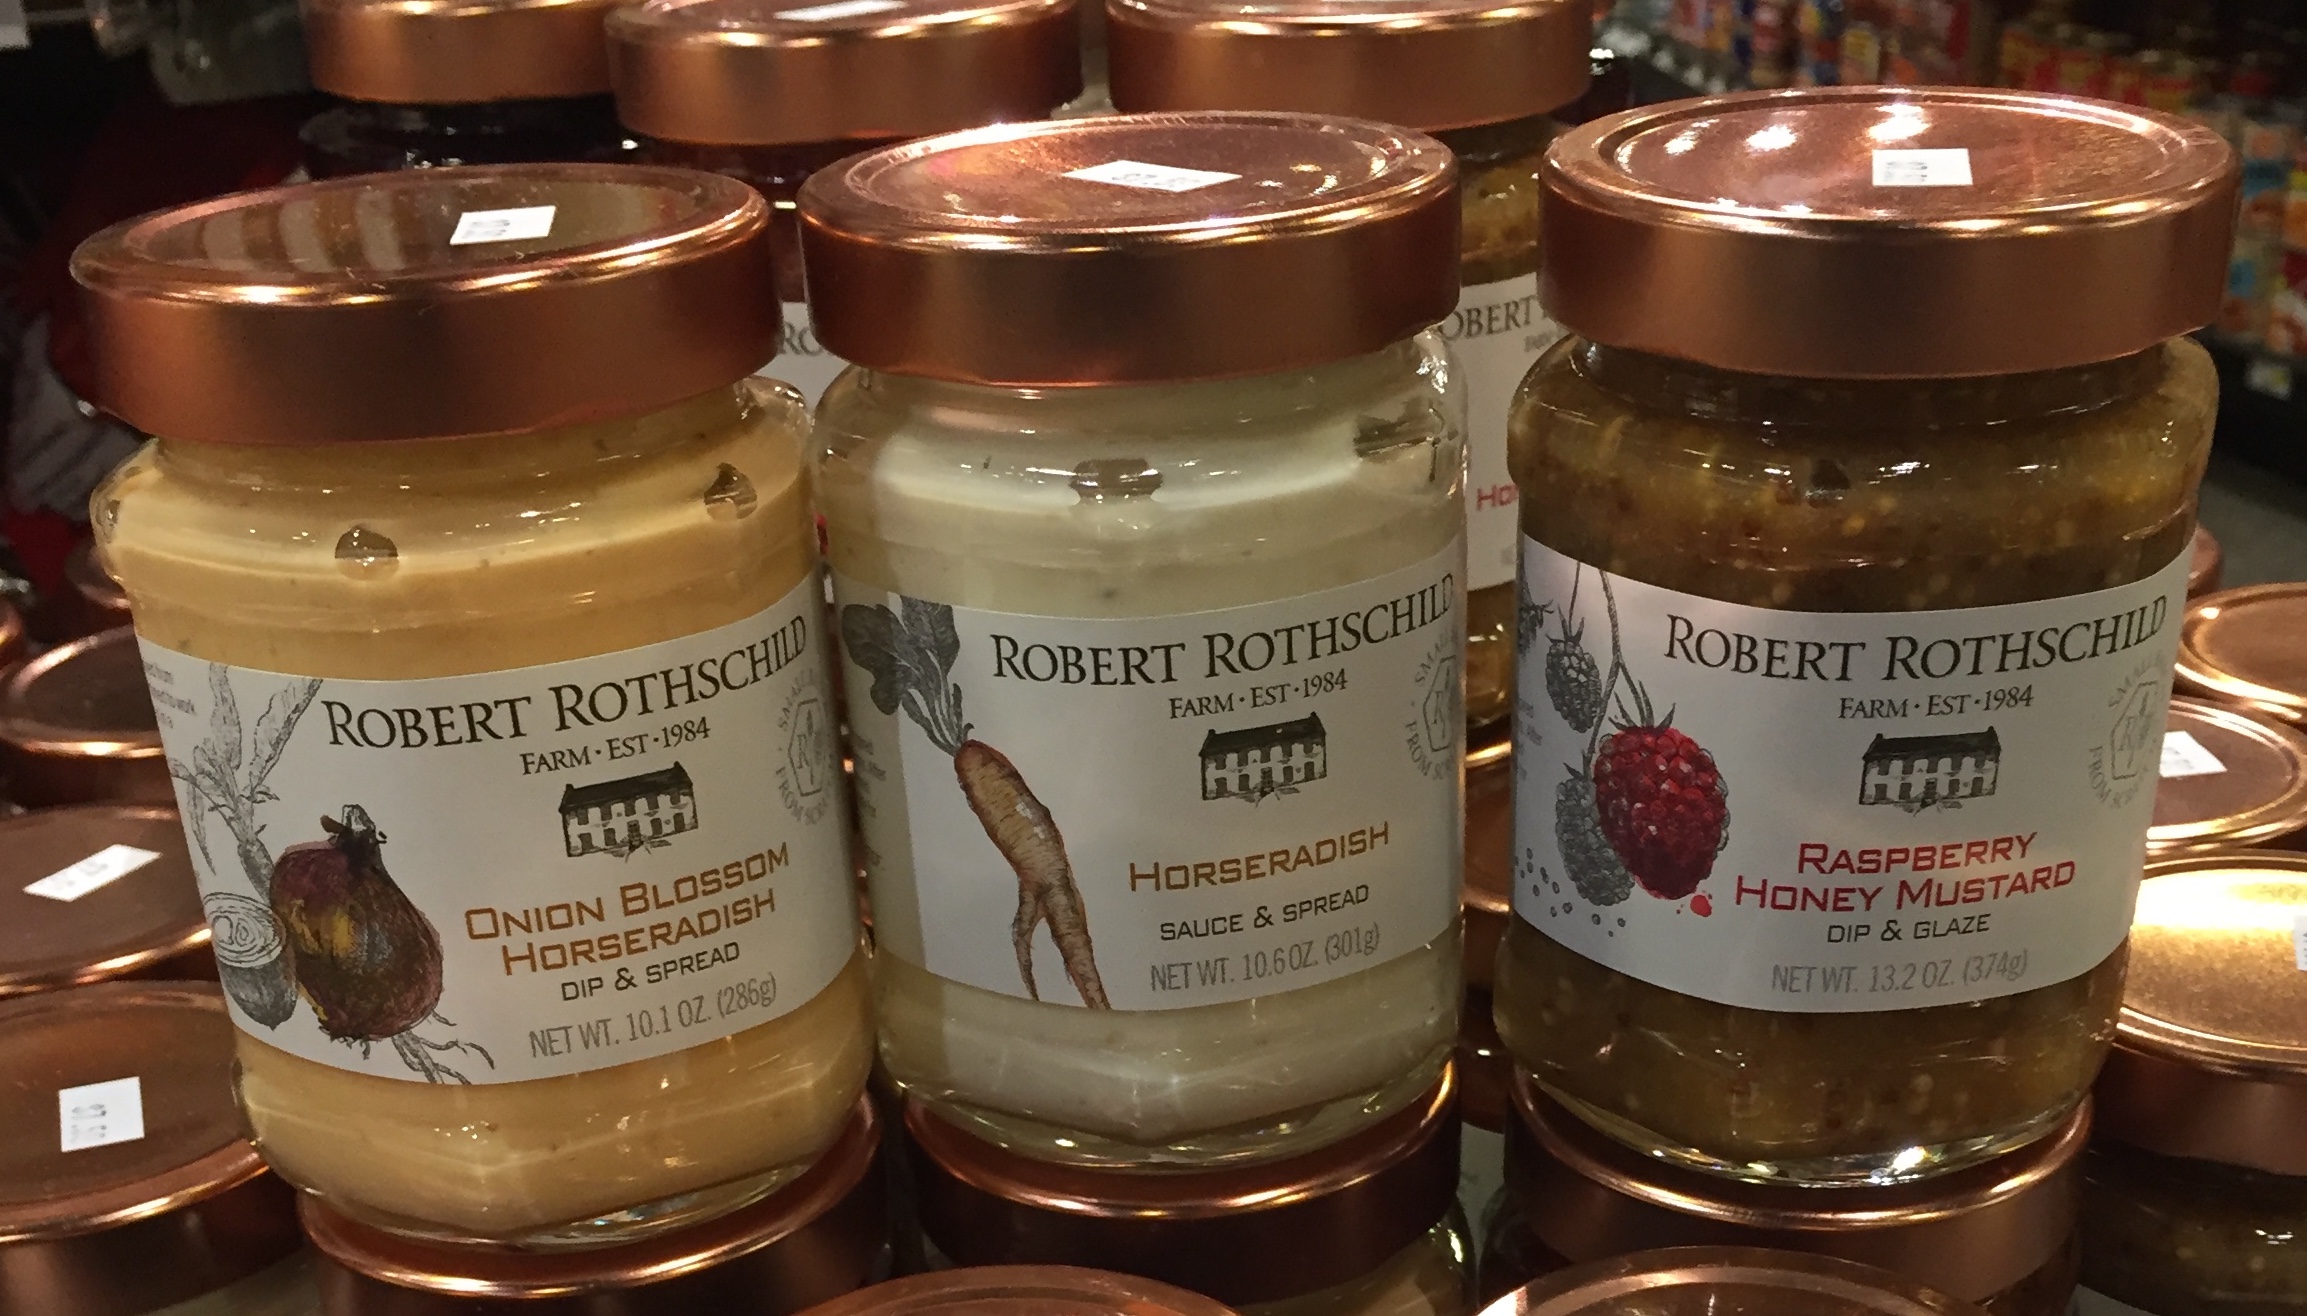 ROBERT ROTHSCHILD
FARM · EST · 1984
ONION BLOSSOM
HORSERADISH
DIP & SPREAD
NET WT. 10.1 OZ. (286g)
ROBERT ROTHSCHILD
FARM · EST · 1984
HORSERADISH
SAUCE & SPREAD
NET WT. 10.6 OZ. (301g)
ROBERT ROTHSCHILD
FARM · EST · 1984
RASPBERRY
HONEY MUSTARD
DIP & GLAZE
NET WT. 13.2 OZ. (374g)